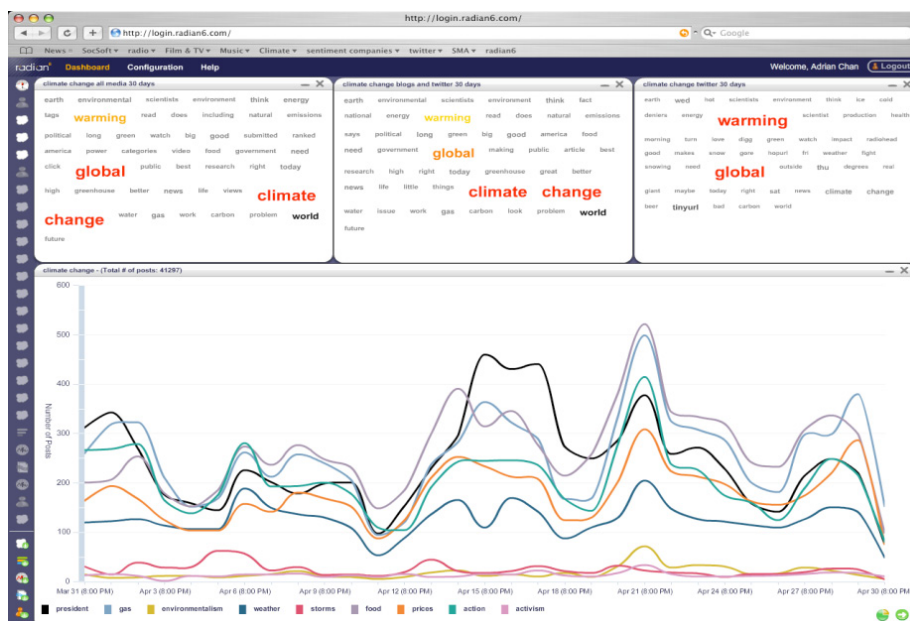 http://login.radian6.com/
http://login.radian6.com/
Google
News SocSoft radio Film & TV Music Climate sentiment companies twitter SMA radian6
radian6 Dashboard Configuration Help Welcome, Adrian Chan Logout
climate change all media 30 days
earth environmental scientists environment think energy
tags warming read does including natural emissions
political long green watch big good submitted ranked
america power categories video food government need
click global public best research right today
high greenhouse better news life views climate
change water gas work carbon problem world
future
climate change blogs and twitter 30 days
earth environmental scientists environment think fact
national energy warming read does natural emissions
says political long green big good america food
need government global making public article best
research high right today greenhouse great better
news life little things climate change
water issue work gas carbon look problem world
future
climate change twitter 30 days
earth wed hot scientists environment think ice said
deniers energy warming scientist production health
morning turn love digg green watch impact radiohead
good makes snow gore hopuri fri weather fight
snowing need global outside thu degrees real
giant maybe today right sat news climate change
beer tinyurl bad carbon world
climate change - (Total # of posts: 41297)
600
500
400
300
200
100
0
Number of Posts
Mar 31 (8:00 PM) Apr 3 (8:00 PM) Apr 6 (8:00 PM) Apr 9 (8:00 PM) Apr 12 (8:00 PM) Apr 15 (8:00 PM) Apr 18 (8:00 PM) Apr 21 (8:00 PM) Apr 24 (8:00 PM) Apr 27 (8:00 PM) Apr 30 (8:00 PM)
president gas environmentalism weather storms food prices action activism